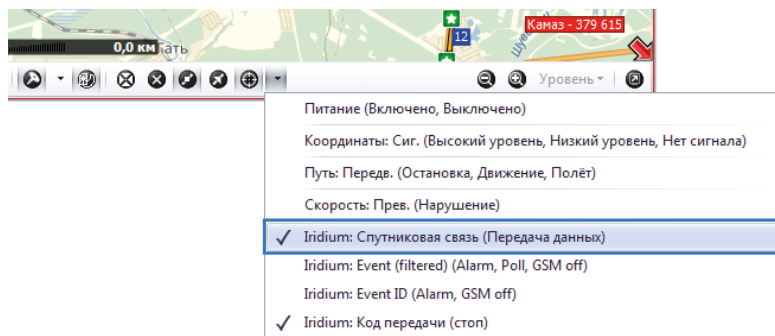 Камаз - 379 615
12
0,0 км
ать
Уровень
Питание (Включено, Выключено)
Координаты: Сиг. (Высокий уровень, Низкий уровень, Нет сигнала)
Путь: Передв. (Остановка, Движение, Полёт)
Скорость: Прев. (Нарушение)
Iridium: Спутниковая связь (Передача данных)
Iridium: Event (filtered) (Alarm, Poll, GSM off)
Iridium: Event ID (Alarm, GSM off)
Iridium: Код передачи (стоп)